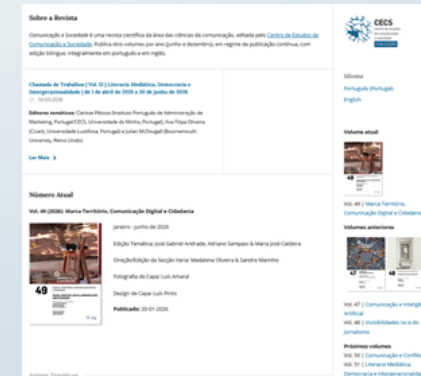 Sobre a Revista
Comunicação e Sociedade é uma revista científica da área das ciências da comunicação, editada pelo Centro de Estudos de
Comunicação e Sociedade. Publica dois volumes por ano (junho e dezembro), em regime de publicação contínua, com
edição bilingue, integralmente em português e em inglês.
Chamada de Trabalhos | Vol. 51 | Literacia Mediática, Democracia e
Intergeracionalidade | de 1 de abril de 2026 a 30 de junho de 2026
16-03-2026
Editores temáticos: Clarisse Pêssoa (Instituto Português de Administração de
Marketing, Portugal/CECS, Universidade do Minho, Portugal), Ana Filipa Oliveira
(Cicant, Universidade Lusófona, Portugal) e Julian McDougall (Bournemouth
University, Reino Unido)
Ler Mais
Número Atual
Vol. 49 (2026): Marca Território, Comunicação Digital e Cidadania
janeiro - junho de 2026
Edição Temática: José Gabriel Andrade, Adriano Sampaio & Maria José Caldeira
Direção/Edição da Secção Varia: Madalena Oliveira & Sandra Marinho
Fotografia de Capa: Luís Amaral
Design de Capa: Luís Pinto
Publicado: 20-01-2026
49
CECS
Idioma
Português (Portugal)
English
Volume atual
49
Vol. 49 | Marca Território,
Comunicação Digital e Cidadania
Volumes anteriores
47
48
Vol. 47 | Comunicação e
Artificial
Vol. 48 | Invisibilidades no e do
Jornalismo
Próximos volumes
Vol. 50 | Comunicação e
Vol. 51 | Literacia Mediática,
Democracia e